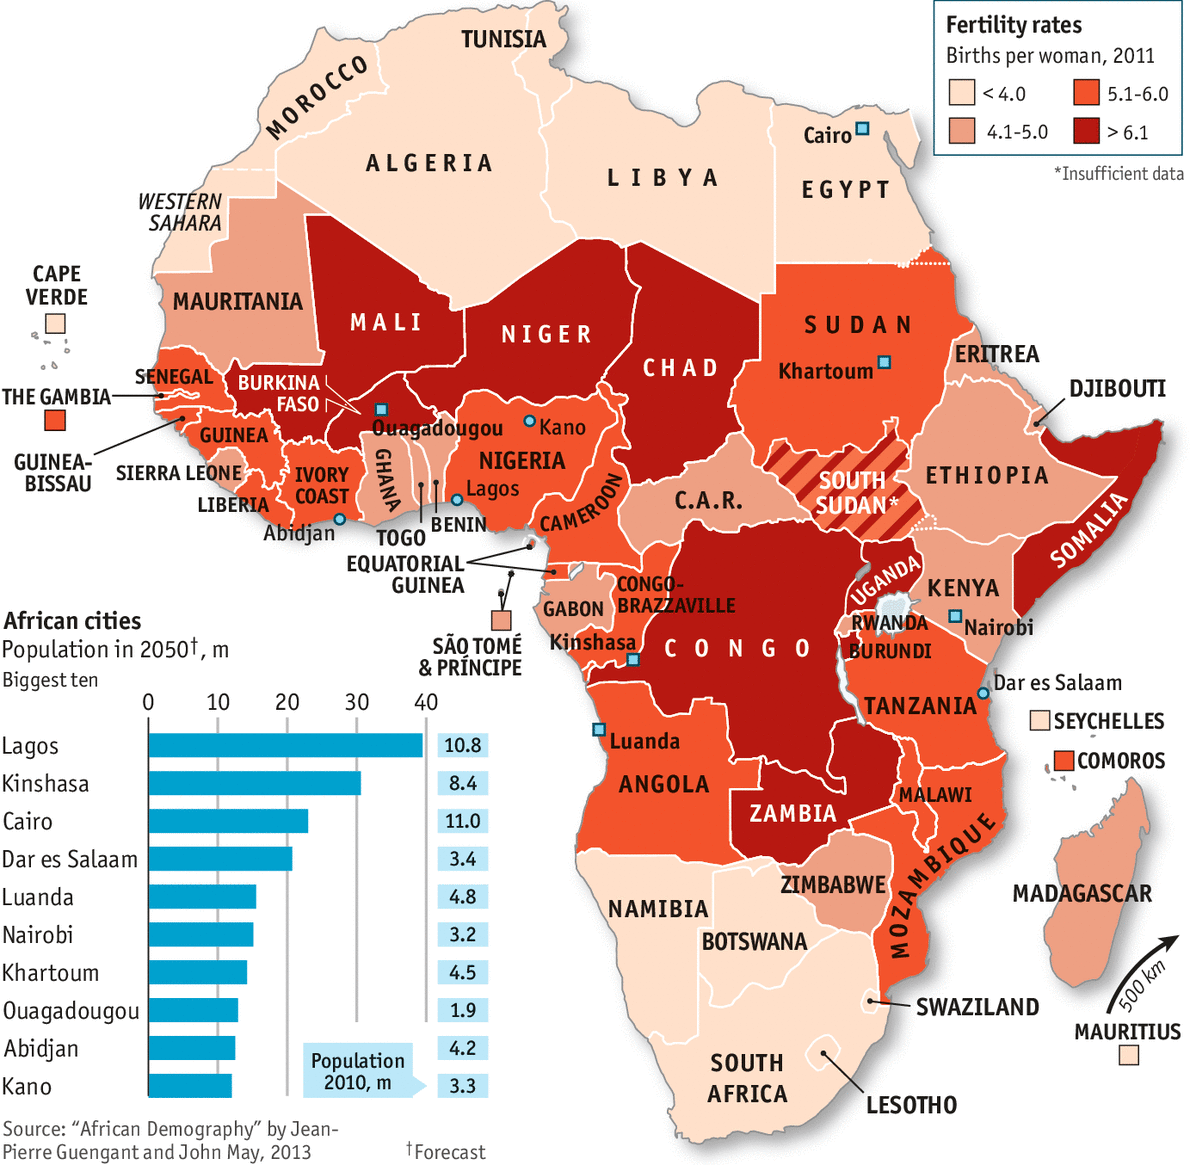 Fertility rates
Births per woman, 2011
< 4.0
5.1-6.0
4.1-5.0
> 6.1
*Insufficient data
TUNISIA
MOROCCO
ALGERIA
LIBYA
Cairo
EGYPT
WESTERN
SAHARA
CAPE
VERDE
MAURITANIA
MALI
NIGER
CHAD
SUDAN
Khartoum
ERITREA
DJIBOUTI
SENEGAL
THE GAMBIA
BURKINA
FASO
Ouagadougou
Kano
GUINEA
GUINEA-
BISSAU
SIERRA LEONE
LIBERIA
IVORY
COAST
Abidjan
GHANA
TOGO
BENIN
NIGERIA
Lagos
CAMEROON
C.A.R.
SOUTH
SUDAN*
ETHIOPIA
SOMALIA
EQUATORIAL
GUINEA
GABON
CONGO-
BRAZZAVILLE
UGANDA
KENYA
RWANDA
Nairobi
BURUNDI
SÃO TOMÉ
& PRÍNCIPE
Kinshasa
CONGO
TANZANIA
Dar es Salaam
SEYCHELLES
COMOROS
Luanda
ANGOLA
ZAMBIA
MALAWI
MOZAMBIQUE
ZIMBABWE
MADAGASCAR
NAMIBIA
BOTSWANA
SWAZILAND
500 km
MAURITIUS
SOUTH
AFRICA
LESOTHO
African cities
Population in 2050†, m
Biggest ten
0 10 20 30 40
Lagos 10.8
Kinshasa 8.4
Cairo 11.0
Dar es Salaam 3.4
Luanda 4.8
Nairobi 3.2
Khartoum 4.5
Ouagadougou 1.9
Abidjan 4.2
Kano 3.3
Population
2010, m
Source: “African Demography” by Jean-
Pierre Guengant and John May, 2013
†Forecast